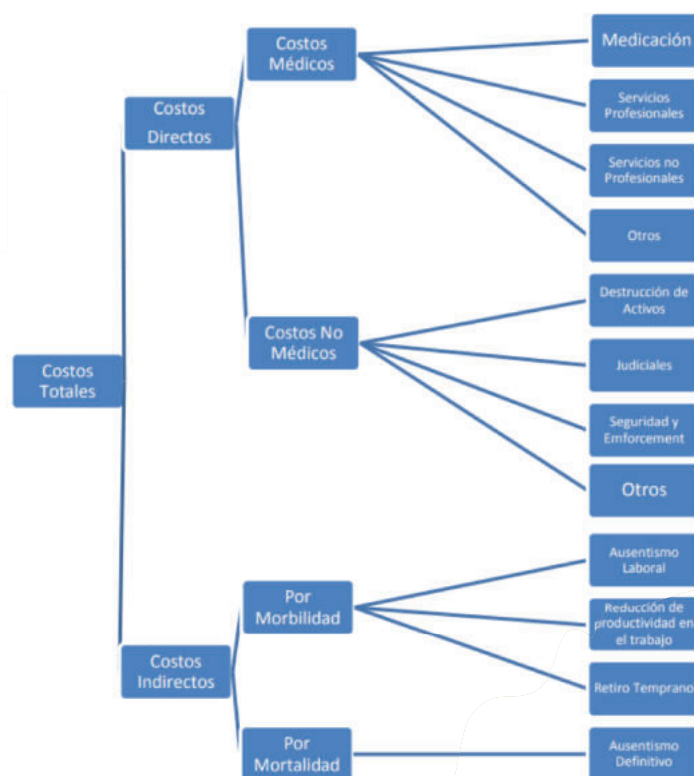 Costos
Médicos
Medicación
Costos
Directos
Servicios
Profesionales
Servicios no
Profesionales
Otros
Costos No
Médicos
Destrucción de
Activos
Judiciales
Seguridad y
Emforcement
Otros
Costos
Totales
Por
Morbilidad
Ausentismo
Laboral
Reducción de
productividad en
el trabajo
Costos
Indirectos
Retiro Temprano
Por
Mortalidad
Ausentismo
Definitivo